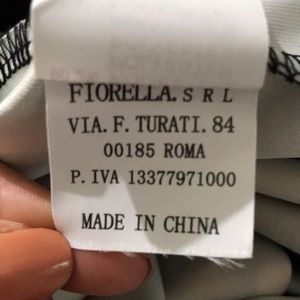 FIORELLA. S R L
VIA. F. TURATI. 84
00185 ROMA
P. IVA 13377971000
MADE IN CHINA